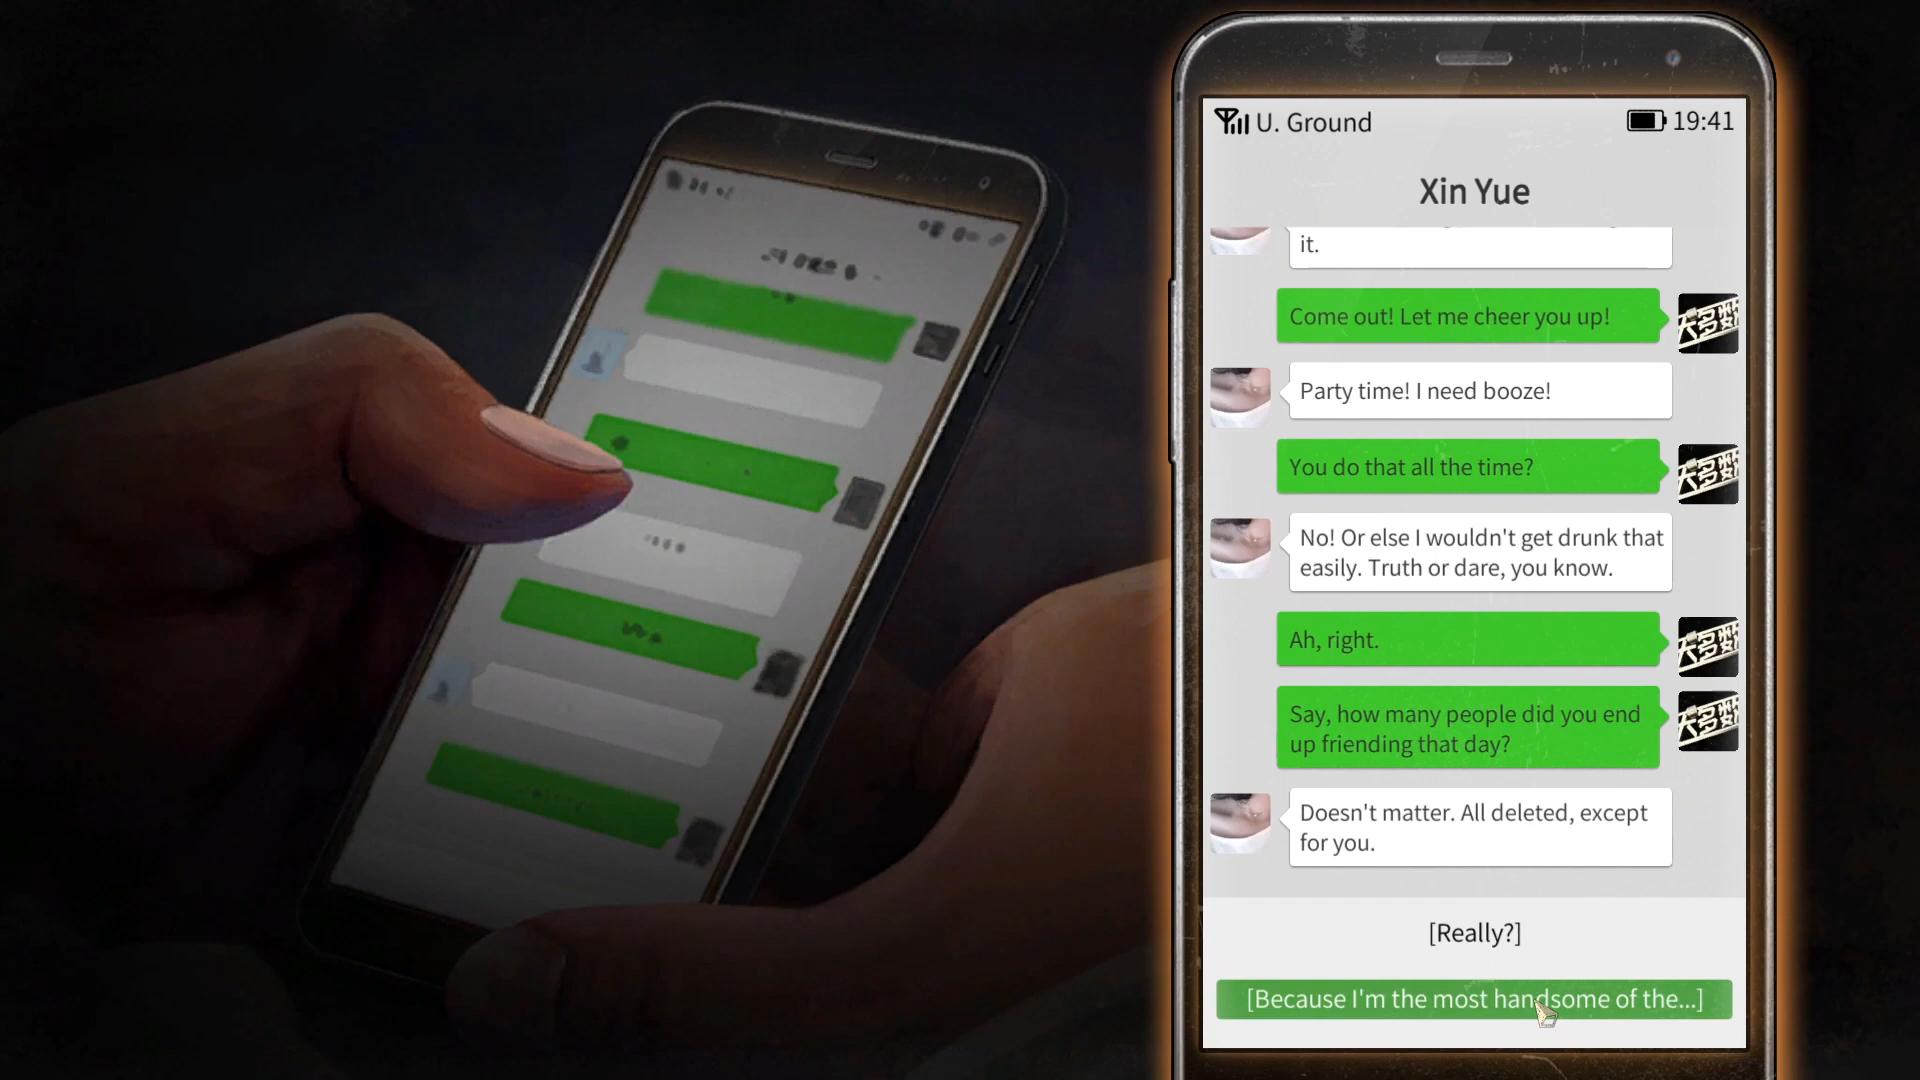 U. Ground
19:41
Xin Yue
it.
Come out! Let me cheer you up!
Party time! I need booze!
You do that all the time?
No! Or else I wouldn't get drunk that
easily. Truth or dare, you know.
Ah, right.
Say, how many people did you end
up friending that day?
Doesn't matter. All deleted, except
for you.
[Really?]
[Because I'm the most handsome of the...]